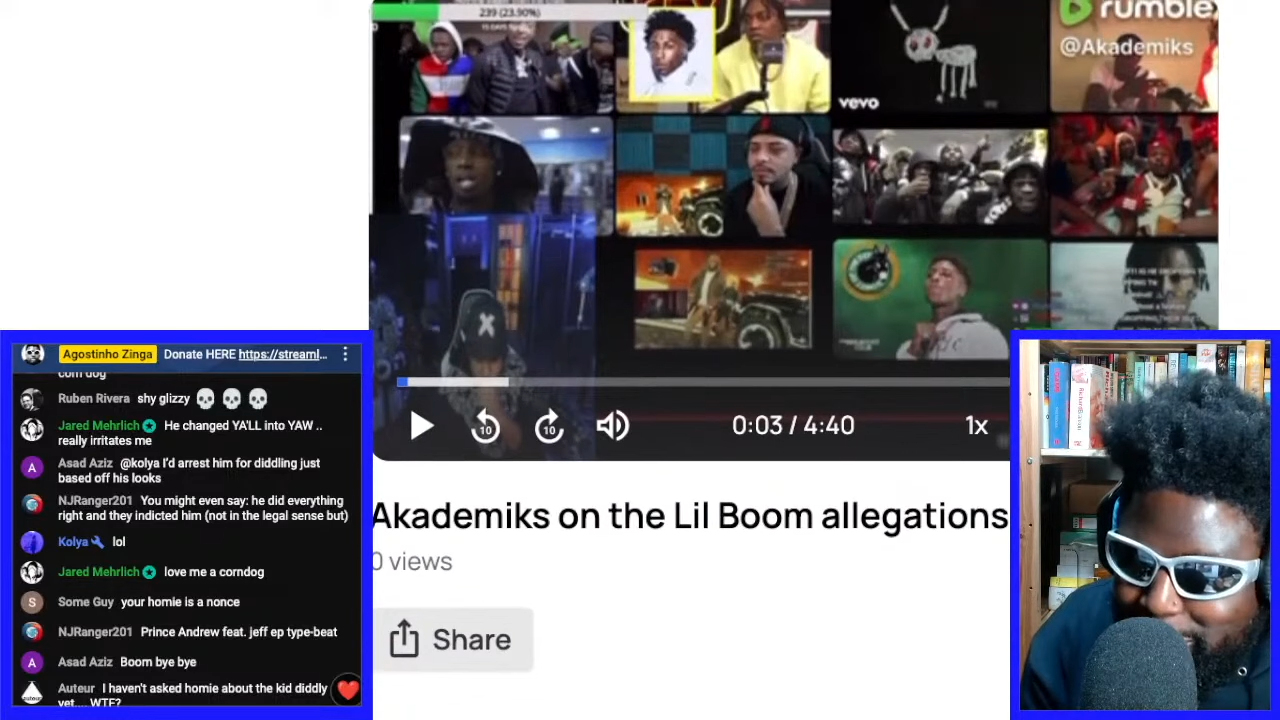 239 (23.90%)
rumble
@Akademiks
vevo
10
10
0:03 / 4:40
1x
Akademiks on the Lil Boom allegations
0 views
Share
Agostinho Zinga Donate HERE https://streaml...
corn dog
Ruben Rivera shy glizzy
Jared Mehrlich He changed YA'LL into YAW ..
really irritates me
A Asad Aziz @kolya I'd arrest him for diddling just
based off his looks
NJRanger201 You might even say: he did everything
right and they indicted him (not in the legal sense but)
Kolya lol
Jared Mehrlich love me a corndog
S Some Guy your homie is a nonce
NJRanger201 Prince Andrew feat. jeff ep type-beat
A Asad Aziz Boom bye bye
Auteur I haven't asked homie about the kid diddly
yet.... WTF?